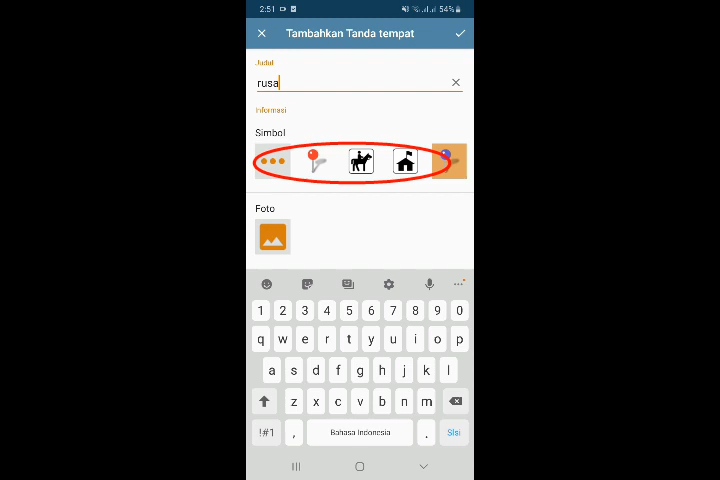 2:51 54%
Tambahkan Tanda tempat
Judul
rusa
Informasi
Simbol
Foto
1 2 3 4 5 6 7 8 9 0
q w e r t y u i o p
a s d f g h j k l
z x c v b n m
!#1 , Bahasa Indonesia . Slsi